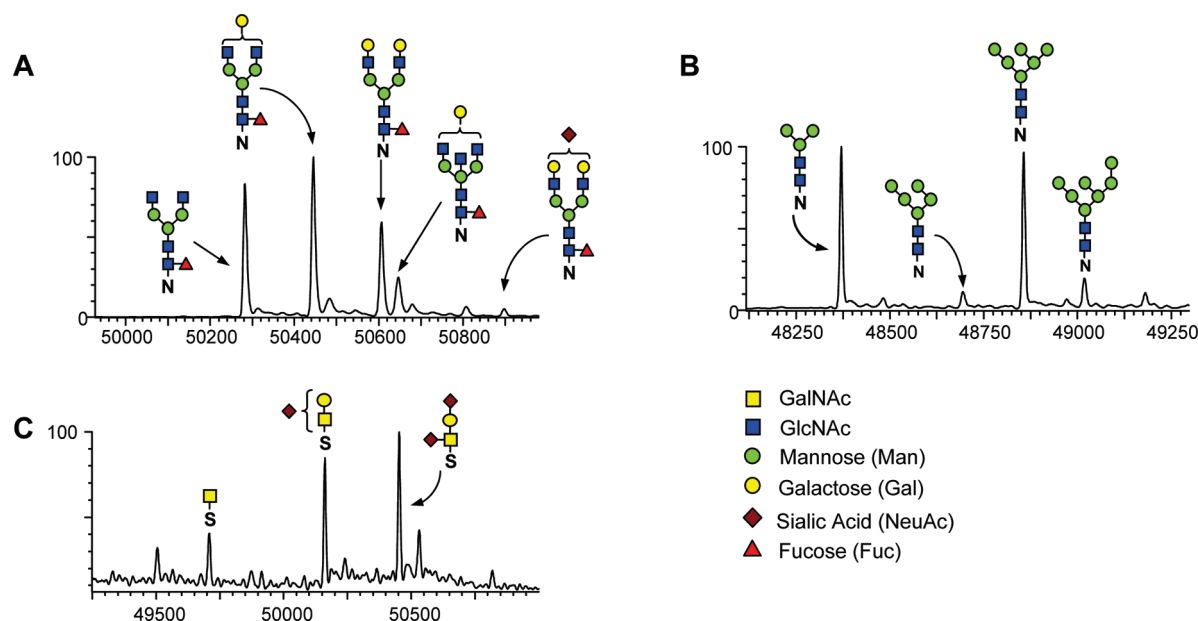 A
N
N
N
N
N
100
0
50000 50200 50400 50600 50800
B
N
N
N
N
100
0
48250 48500 48750 49000 49250
C
S
S
S
100
49500 50000 50500
GalNAc
GlcNAc
Mannose (Man)
Galactose (Gal)
Sialic Acid (NeuAc)
Fucose (Fuc)